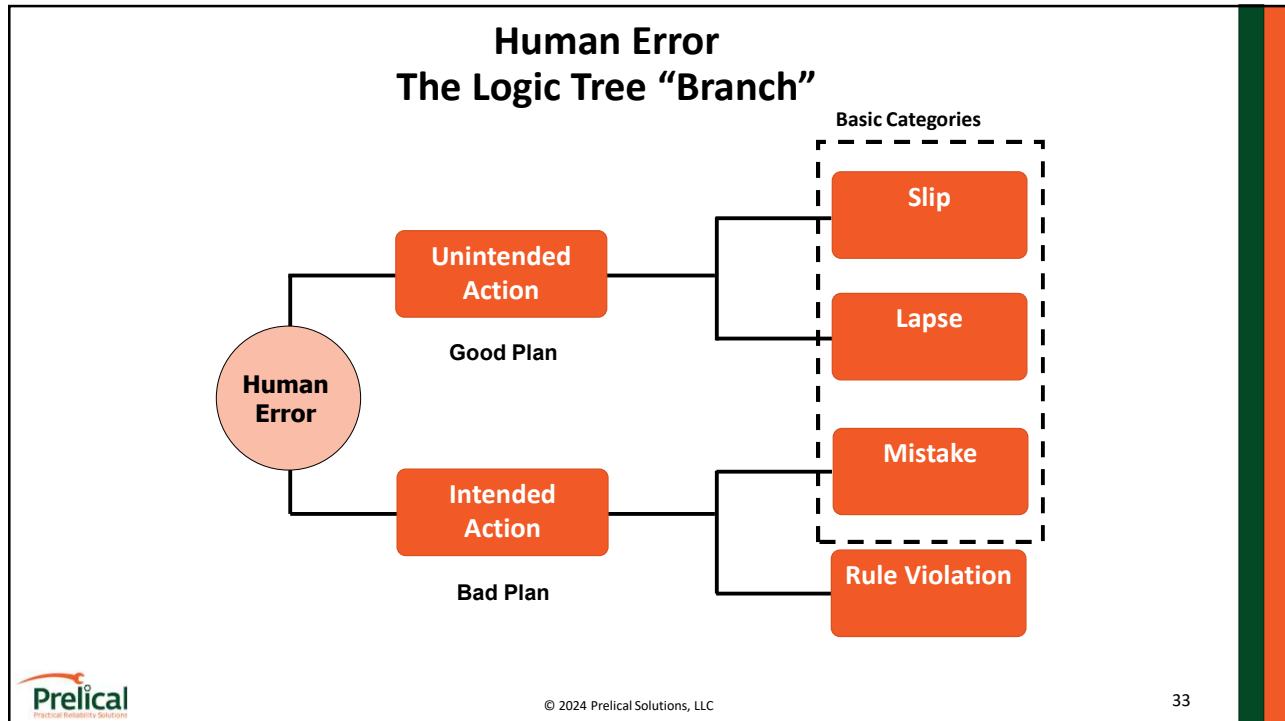 Human Error
The Logic Tree “Branch”
Basic Categories
Slip
Unintended
Action
Lapse
Good Plan
Human
Error
Mistake
Intended
Action
Rule Violation
Bad Plan
Prelical
Practical Reliability Solutions
© 2024 Prelical Solutions, LLC
33